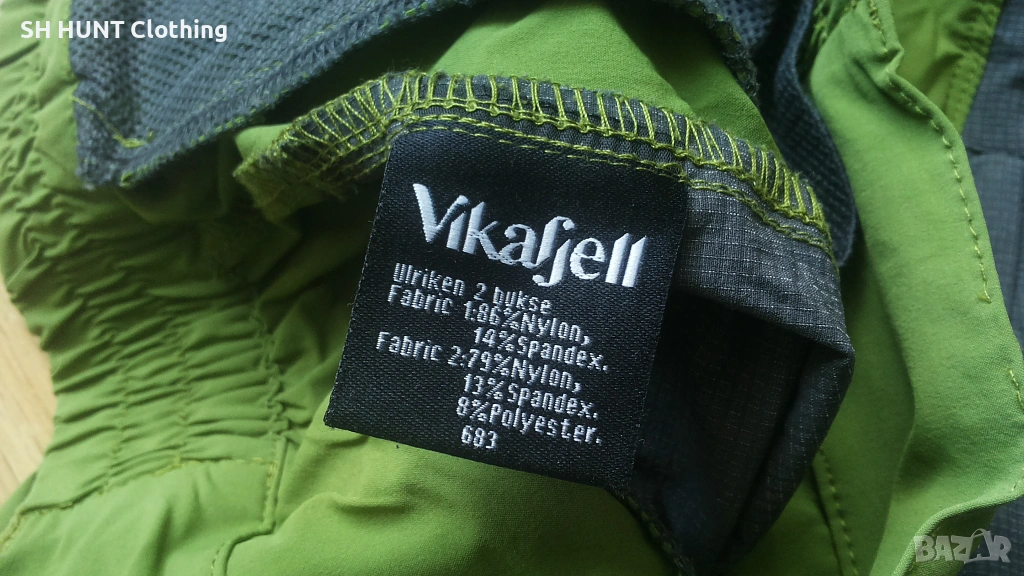 SH HUNT Clothing
Vikafjell
Ulriken 2 bukse
Fabric 1:86%Nylon,
14%Spandex.
Fabric 2:79%Nylon,
13%Spandex.
8%Polyester.
683
BAZAR